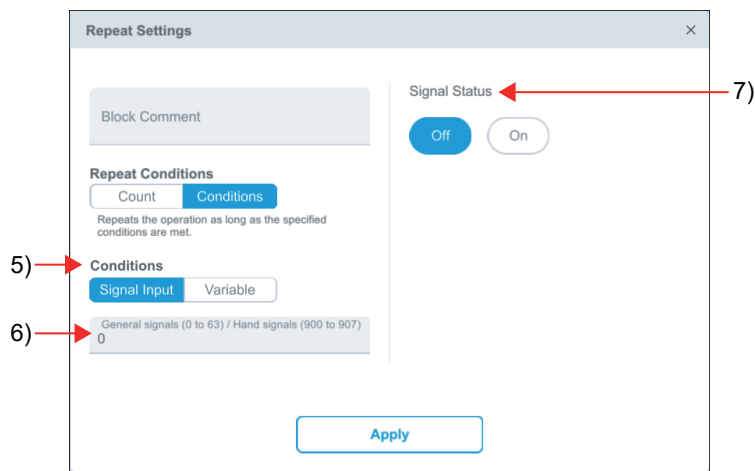 Repeat Settings ×
Block Comment
Repeat Conditions
Count Conditions
Repeats the operation as long as the specified
conditions are met.
5) Conditions
Signal Input Variable
General signals (0 to 63) / Hand signals (900 to 907)
6) 0
Signal Status 7)
Off On
Apply